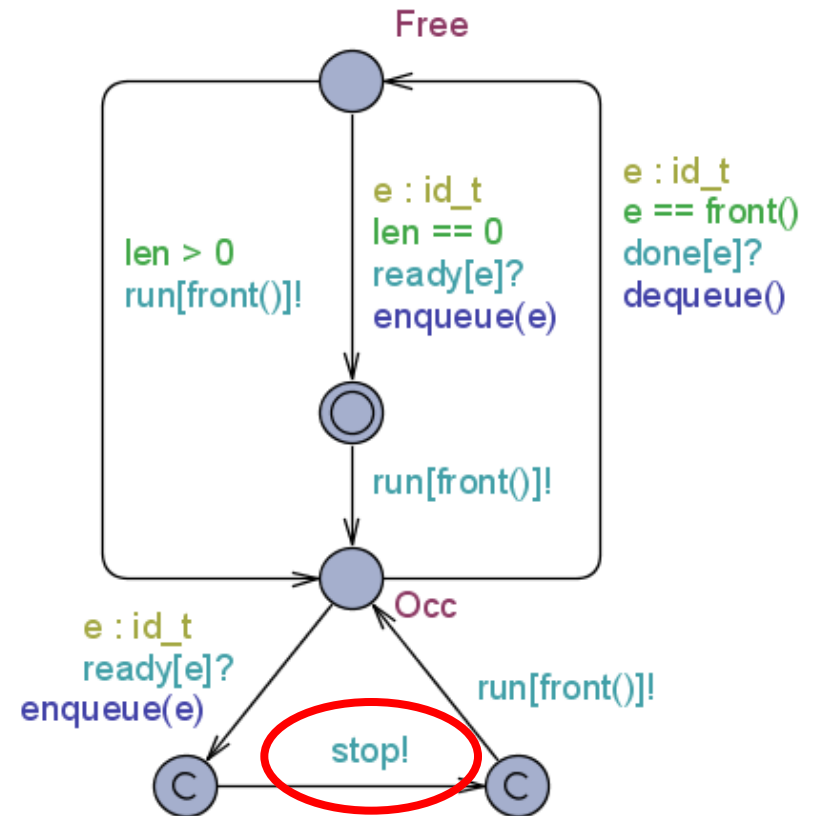 Free
len > 0
run[front()]!
e : id_t
len == 0
ready[e]?
enqueue(e)
e : id_t
e == front()
done[e]?
dequeue()
run[front()]!
Occ
e : id_t
ready[e]?
enqueue(e)
run[front()]!
stop!
C
C